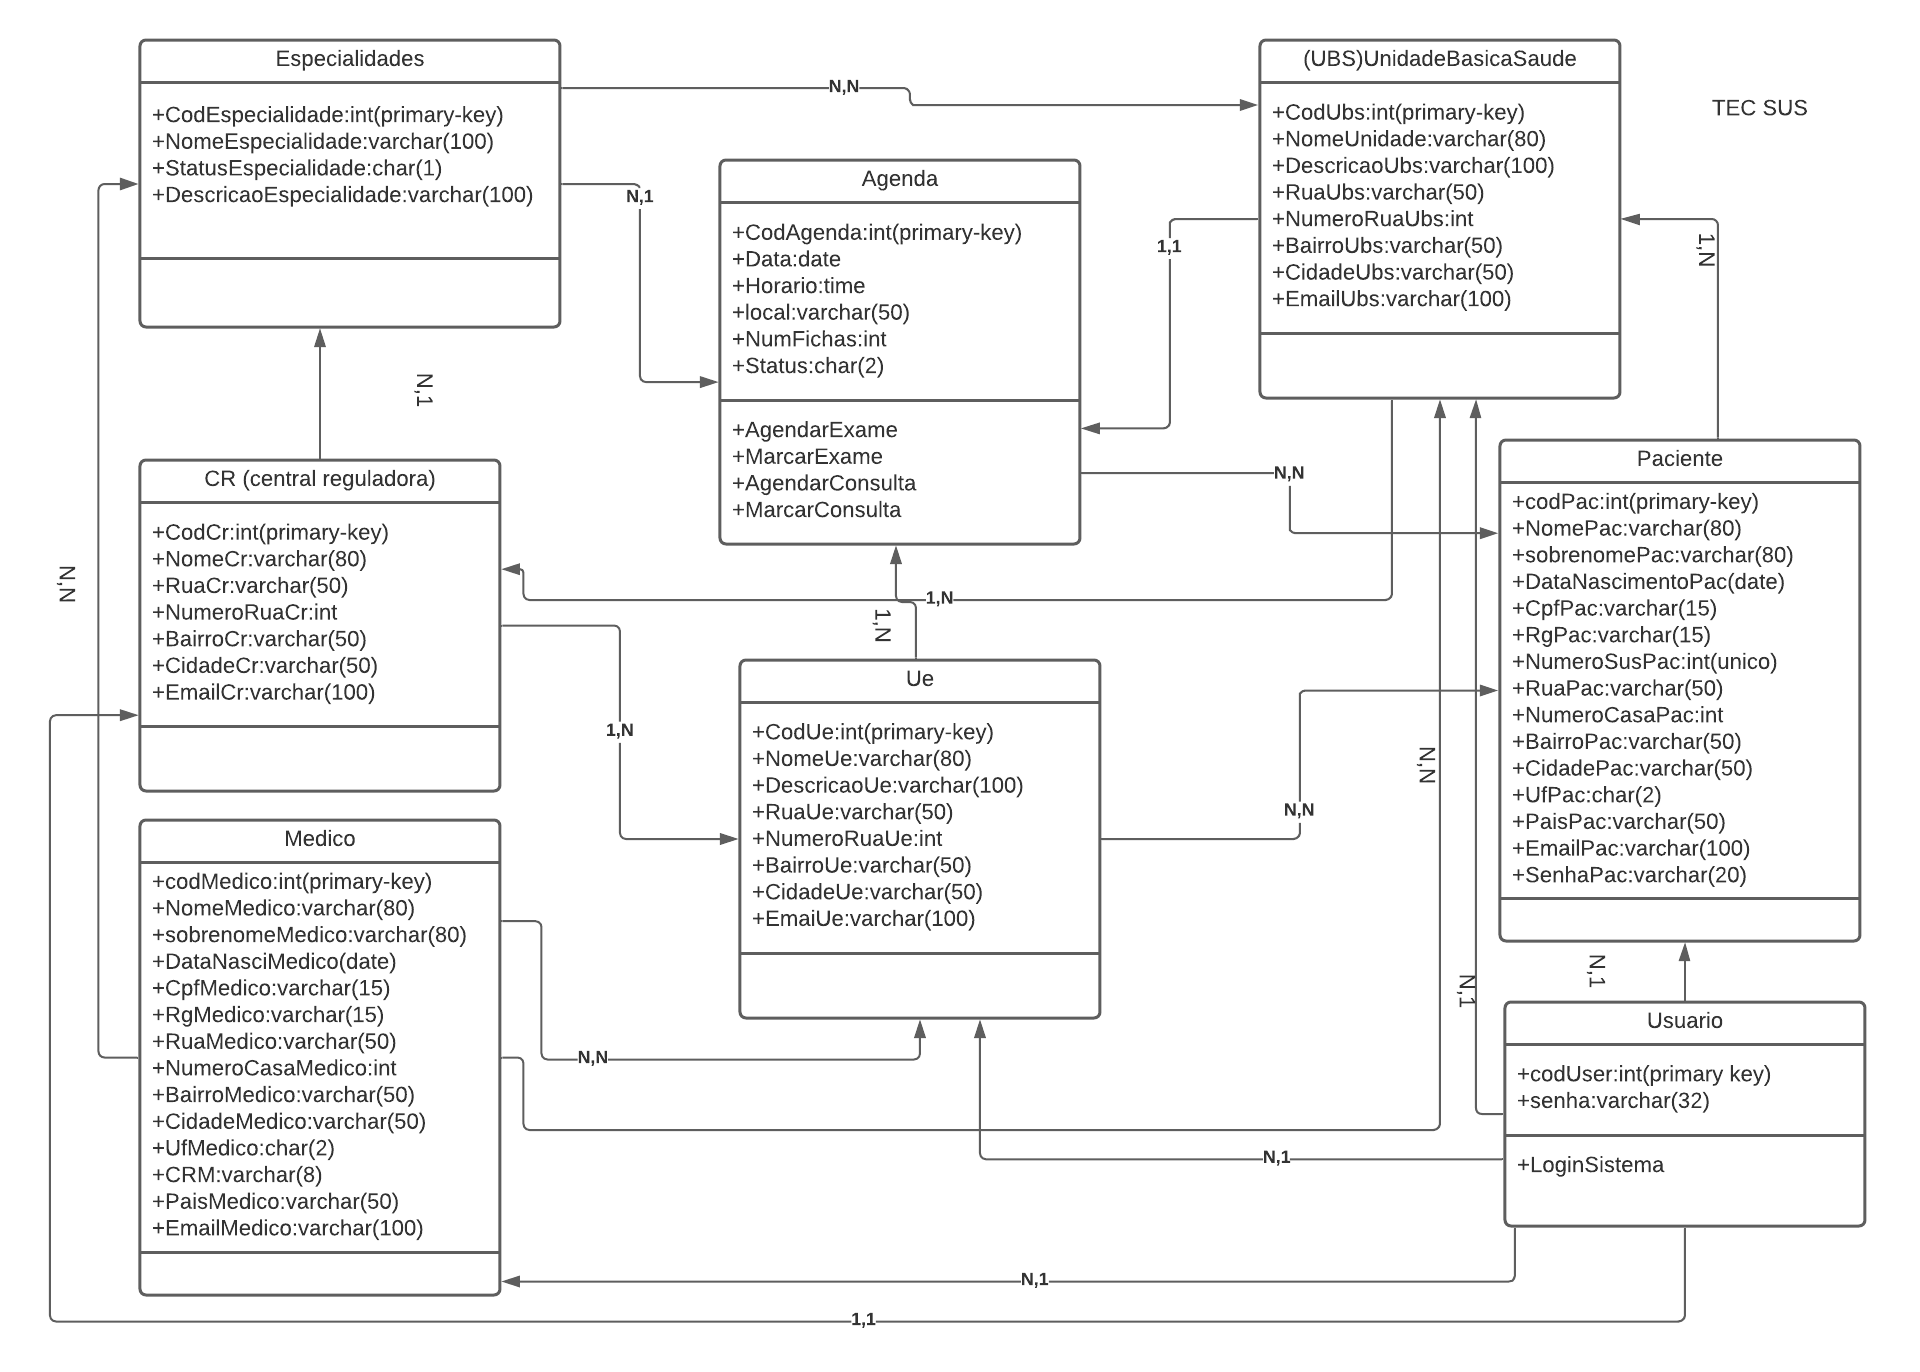 Especialidades
+CodEspecialidade:int(primary-key)
+NomeEspecialidade:varchar(100)
+StatusEspecialidade:char(1)
+DescricaoEspecialidade:varchar(100)
N,N
N,1
(UBS)UnidadeBasicaSaude
+CodUbs:int(primary-key)
+NomeUnidade:varchar(80)
+DescricaoUbs:varchar(100)
+RuaUbs:varchar(50)
+NumeroRuaUbs:int
+BairroUbs:varchar(50)
+CidadeUbs:varchar(50)
+EmailUbs:varchar(100)
TEC SUS
Agenda
+CodAgenda:int(primary-key)
+Data:date
+Horario:time
+local:varchar(50)
+NumFichas:int
+Status:char(2)
+AgendarExame
+MarcarExame
+AgendarConsulta
+MarcarConsulta
1,1
1,N
N,1
N,N
CR (central reguladora)
+CodCr:int(primary-key)
+NomeCr:varchar(80)
+RuaCr:varchar(50)
+NumeroRuaCr:int
+BairroCr:varchar(50)
+CidadeCr:varchar(50)
+EmailCr:varchar(100)
N,N
1,N
1,N
1,N
Paciente
+codPac:int(primary-key)
+NomePac:varchar(80)
+sobrenomePac:varchar(80)
+DataNascimentoPac(date)
+CpfPac:varchar(15)
+RgPac:varchar(15)
+NumeroSusPac:int(unico)
+RuaPac:varchar(50)
+NumeroCasaPac:int
+BairroPac:varchar(50)
+CidadePac:varchar(50)
+UfPac:char(2)
+PaisPac:varchar(50)
+EmailPac:varchar(100)
+SenhaPac:varchar(20)
Ue
+CodUe:int(primary-key)
+NomeUe:varchar(80)
+DescricaoUe:varchar(100)
+RuaUe:varchar(50)
+NumeroRuaUe:int
+BairroUe:varchar(50)
+CidadeUe:varchar(50)
+EmaiUe:varchar(100)
N,N
N,N
Medico
+codMedico:int(primary-key)
+NomeMedico:varchar(80)
+sobrenomeMedico:varchar(80)
+DataNasciMedico(date)
+CpfMedico:varchar(15)
+RgMedico:varchar(15)
+RuaMedico:varchar(50)
+NumeroCasaMedico:int
+BairroMedico:varchar(50)
+CidadeMedico:varchar(50)
+UfMedico:char(2)
+CRM:varchar(8)
+PaisMedico:varchar(50)
+EmailMedico:varchar(100)
N,N
N,1
N,1
Usuario
+codUser:int(primary key)
+senha:varchar(32)
+LoginSistema
N,1
N,1
1,1